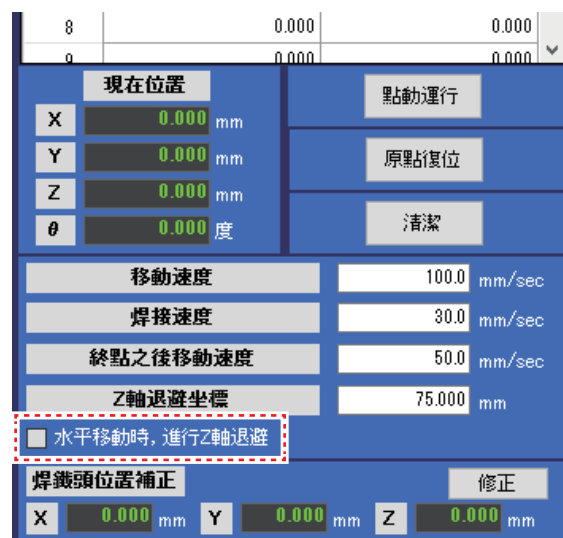 8 0.000 0.000
9 0.000 0.000
現在位置
X 0.000 mm
Y 0.000 mm
Z 0.000 mm
θ 0.000 度
點動運行
原點復位
清潔
移動速度 100.0 mm/sec
焊接速度 30.0 mm/sec
終點之後移動速度 50.0 mm/sec
Z軸退避坐標 75.000 mm
水平移動時，進行Z軸退避
焊鐵頭位置補正 修正
X 0.000 mm Y 0.000 mm Z 0.000 mm